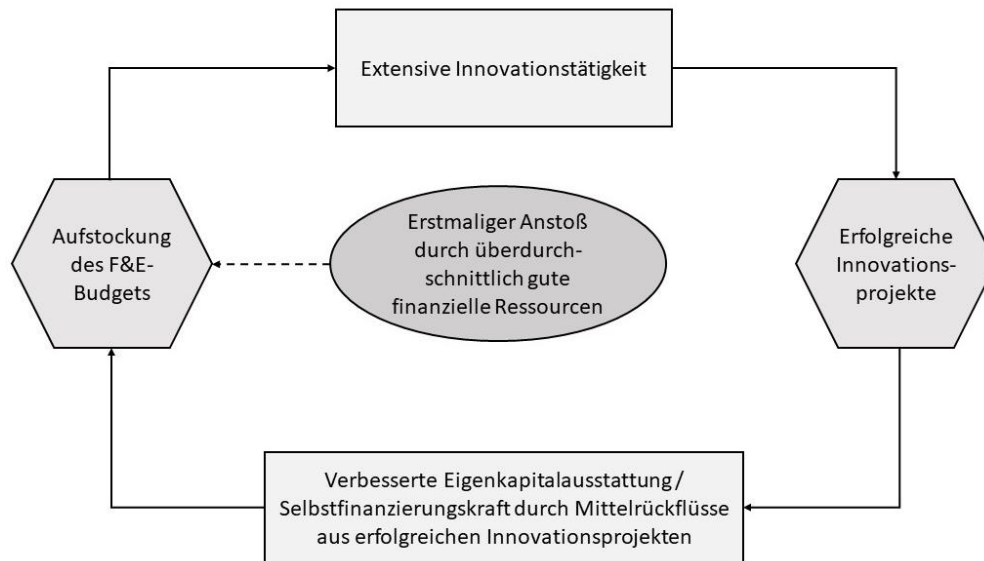 Extensive Innovationstätigkeit
Aufstockung
des F&E-
Budgets
Erstmaliger Anstoß
durch überdurch-
schnittlich gute
finanzielle Ressourcen
Erfolgreiche
Innovations-
projekte
Verbesserte Eigenkapitalausstattung /
Selbstfinanzierungskraft durch Mittelrückflüsse
aus erfolgreichen Innovationsprojekten